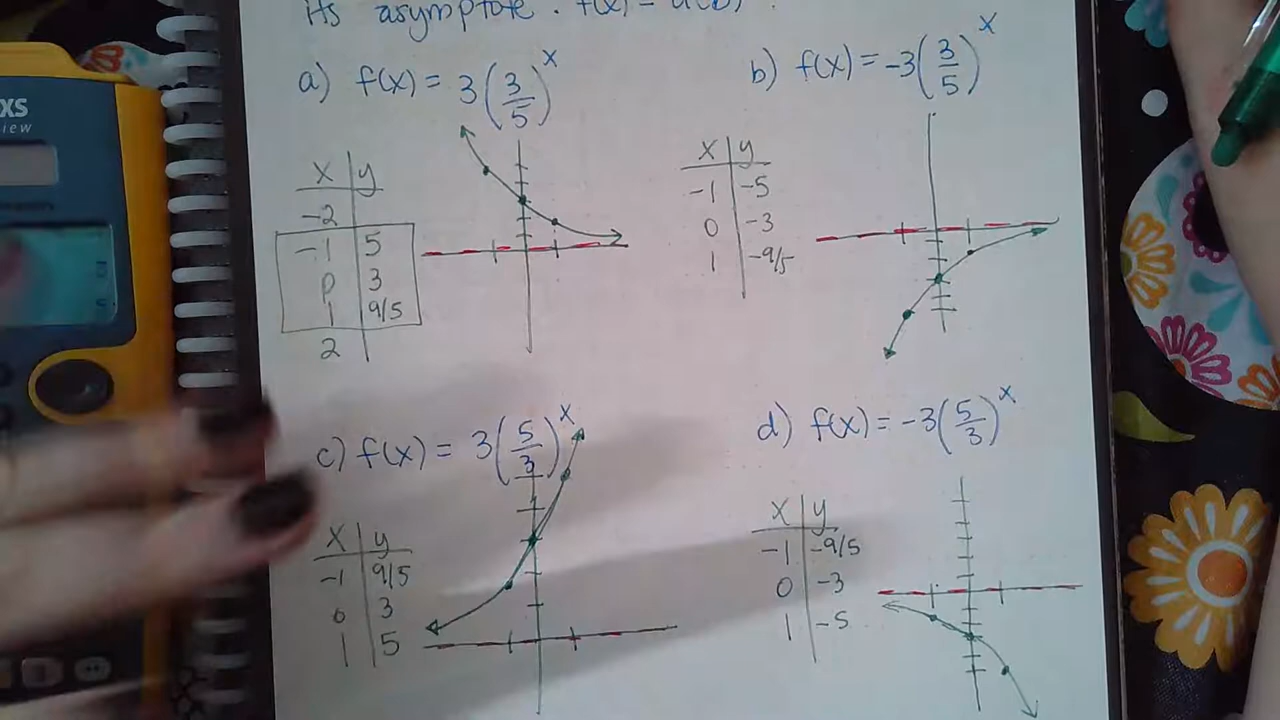 its asymptote. f(x) = a(b)
a) f(x) = 3(3/5)^x
x | y
-2
-1 | 5
0 | 3
1 | 9/5
2
b) f(x) = -3(3/5)^x
x | y
-1 | -5
0 | -3
1 | -9/5
c) f(x) = 3(5/3)^x
x | y
-1 | 9/5
0 | 3
1 | 5
d) f(x) = -3(5/3)^x
x | y
-1 | -9/5
0 | -3
1 | -5
XS
iew